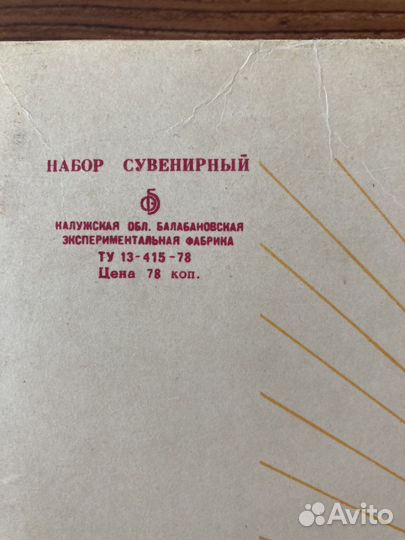 НАБОР СУВЕНИРНЫЙ
КАЛУЖСКАЯ ОБЛ. БАЛАБАНОВСКАЯ
ЭКСПЕРИМЕНТАЛЬНАЯ ФАБРИКА
ТУ 13-415-78
Цена 78 коп.
Avito